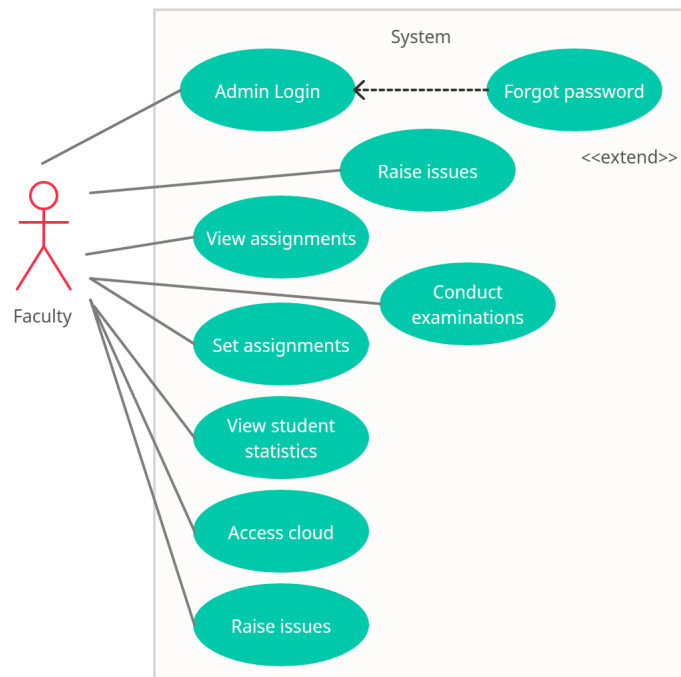 System
Admin Login
Forgot password
<<extend>>
Raise issues
View assignments
Faculty
Conduct
examinations
Set assignments
View student
statistics
Access cloud
Raise issues